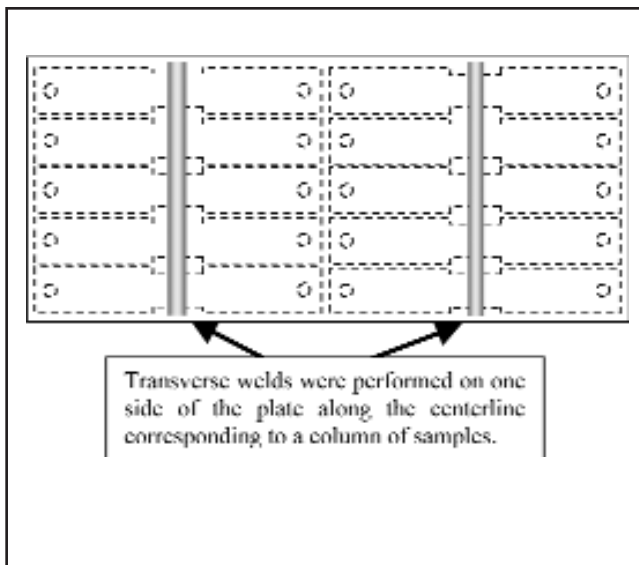 Transverse welds were performed on one
side of the plate along the centerline
corresponding to a column of samples.